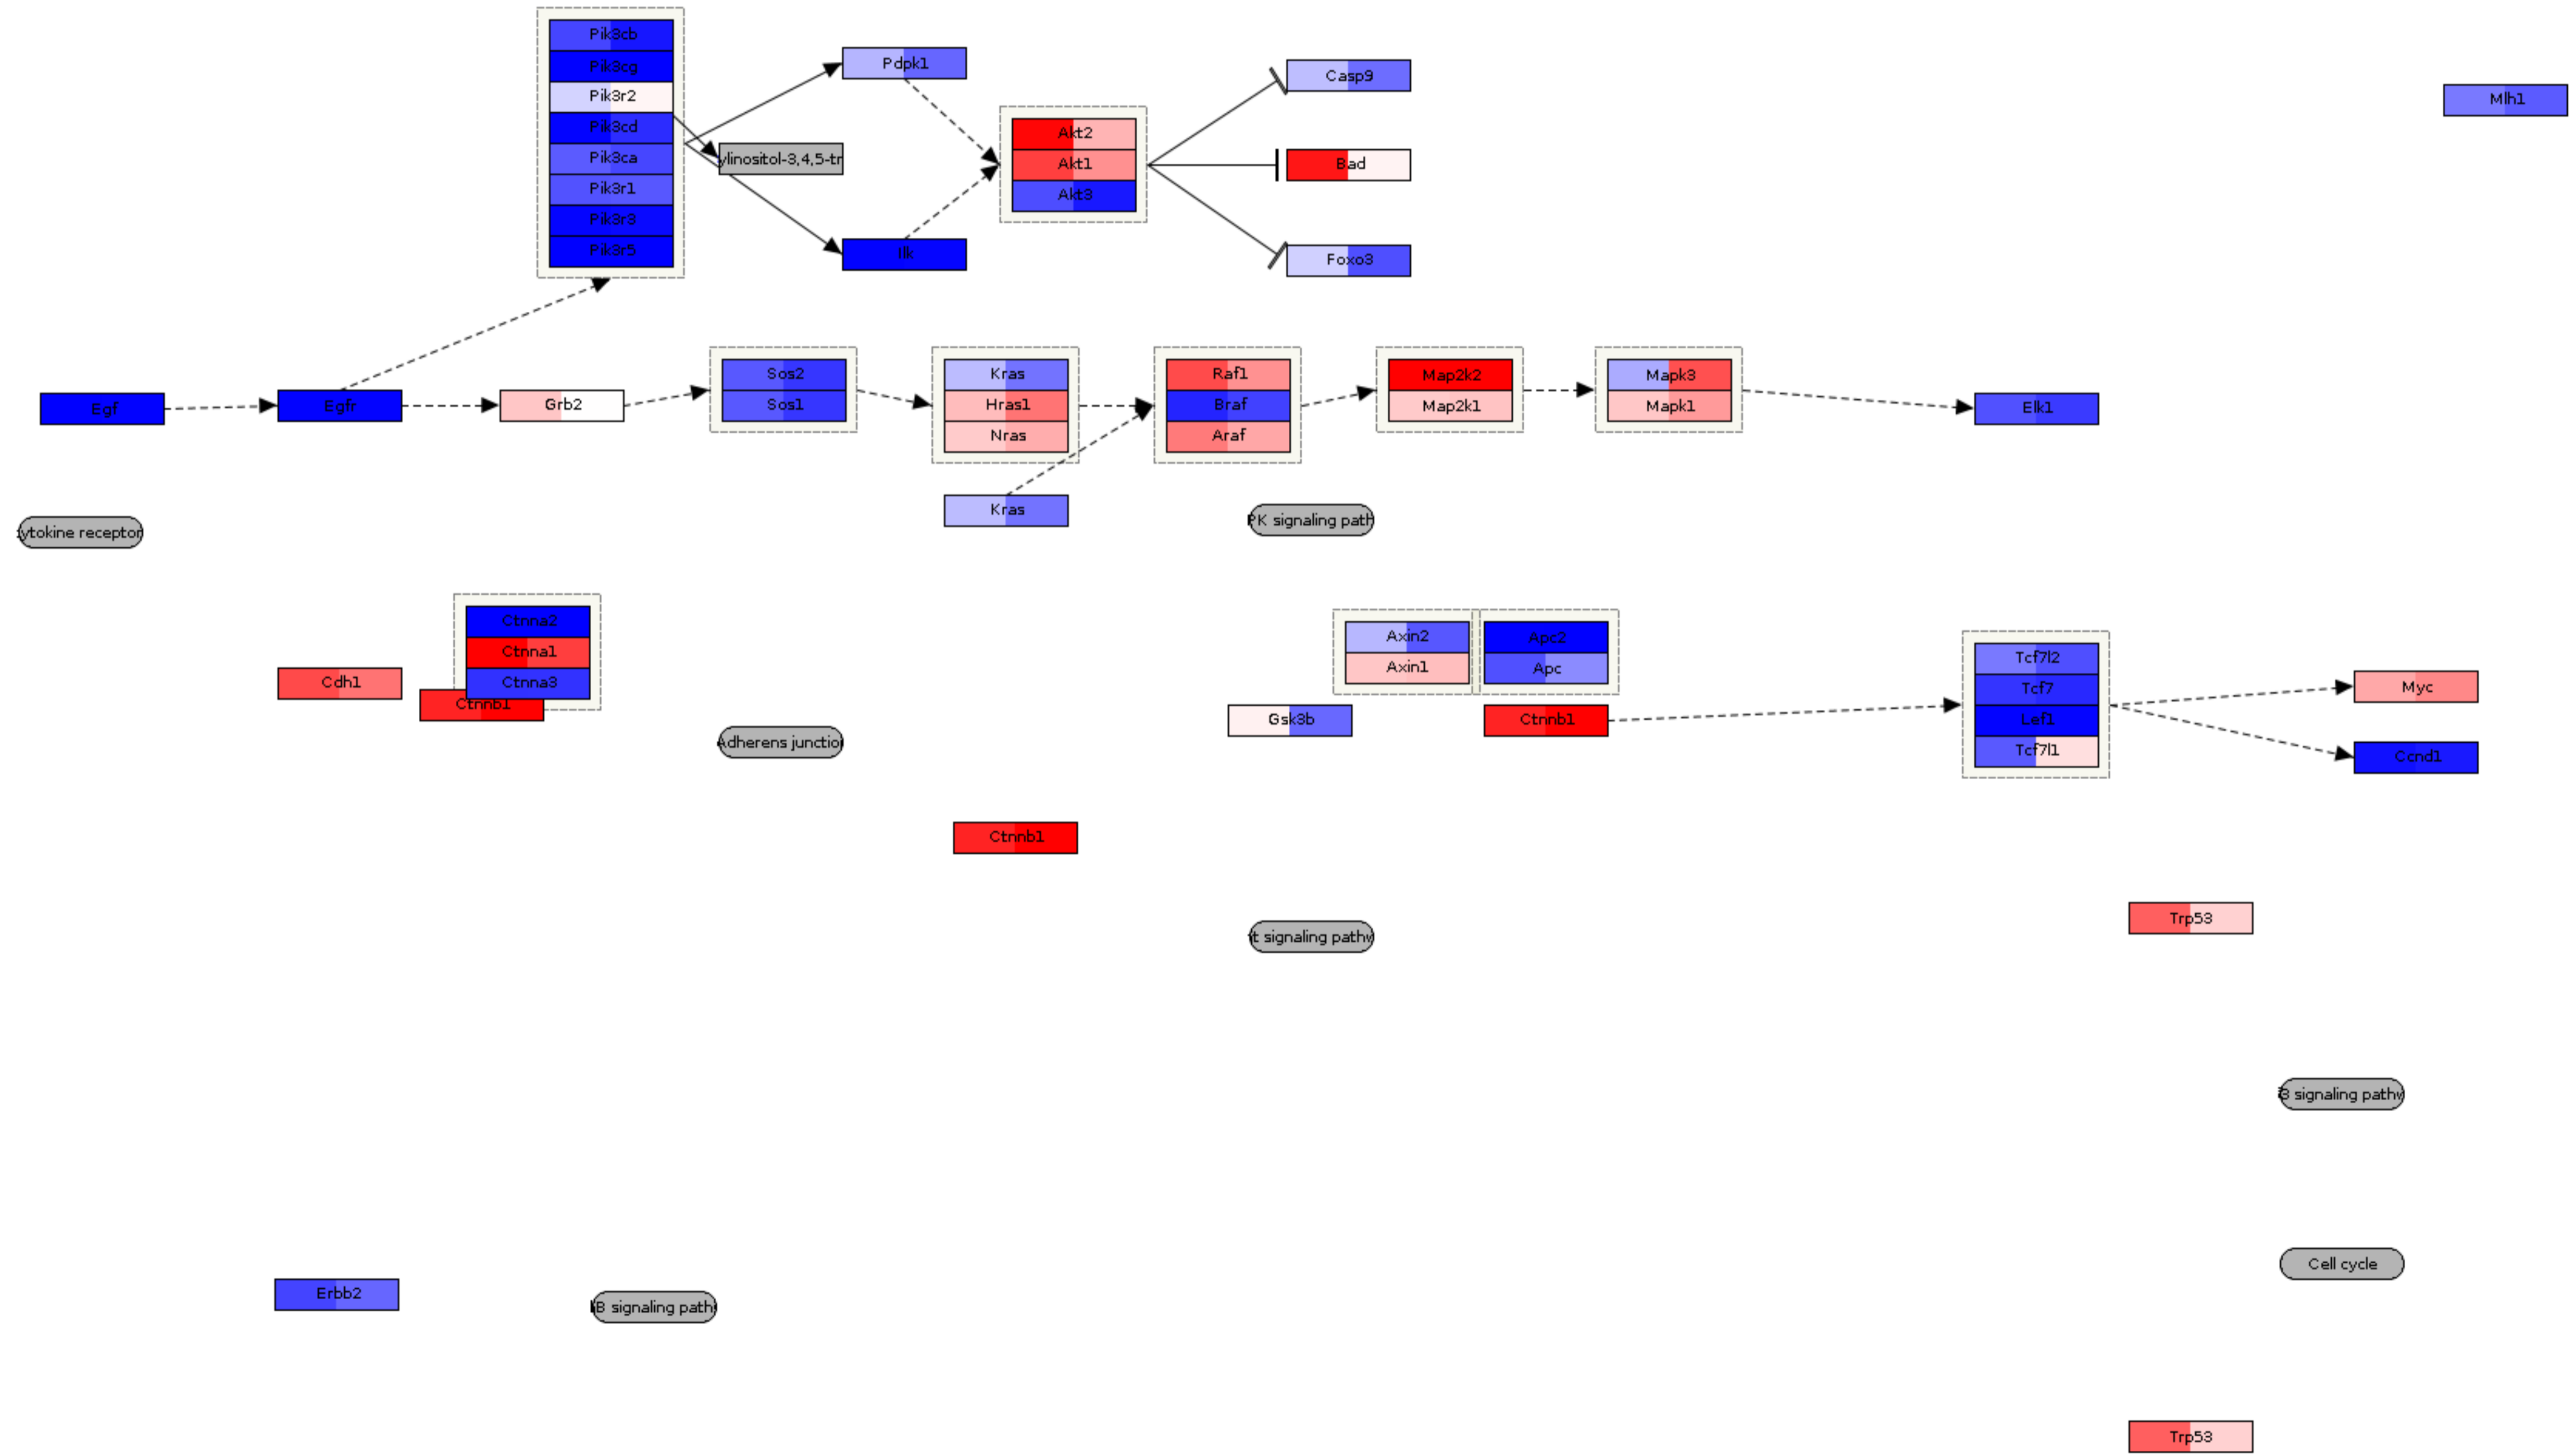 Pik3cb
Pik3cg
Pik3r2
Pik3cd
Pik3ca
Pik3r1
Pik3r3
Pik3r5
Pdpk1
ylinositol-3,4,5-tr
Ilk
Akt2
Akt1
Akt3
Casp9
Bad
Foxo3
Mlh1
Egf
Egfr
Grb2
Sos2
Sos1
Kras
Hras1
Nras
Kras
Raf1
Braf
Araf
Map2k2
Map2k1
Mapk3
Mapk1
Elk1
ytokine receptor
PK signaling path
Ctnna2
Ctnna1
Ctnna3
Cdh1
Ctnnb1
Adherens junctio
Axin2
Axin1
Apc2
Apc
Gsk3b
Ctnnb1
Tcf7l2
Tcf7
Lef1
Tcf7l1
Myc
Ccnd1
Ctnnb1
t signaling pathw
Trp53
3 signaling pathw
Cell cycle
Erbb2
B signaling path
Trp53